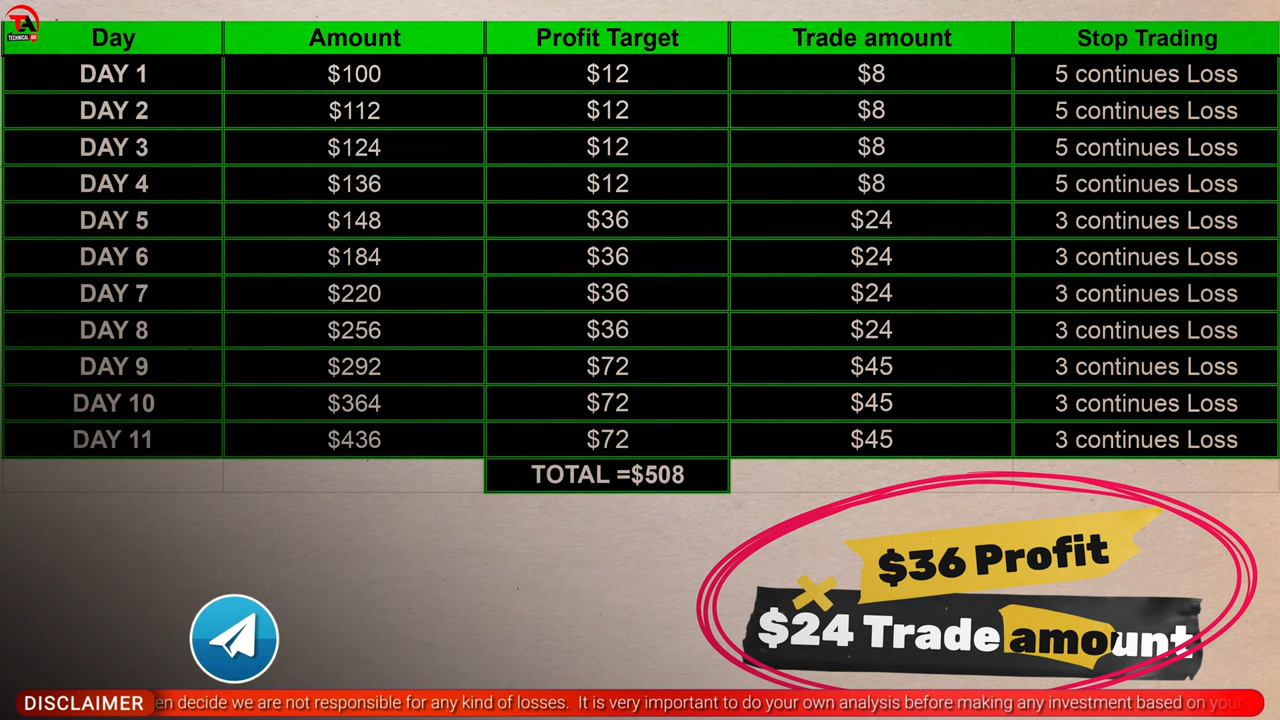 TA
TECHNICAL
Day Amount Profit Target Trade amount Stop Trading
DAY 1 $100 $12 $8 5 continues Loss
DAY 2 $112 $12 $8 5 continues Loss
DAY 3 $124 $12 $8 5 continues Loss
DAY 4 $136 $12 $8 5 continues Loss
DAY 5 $148 $36 $24 3 continues Loss
DAY 6 $184 $36 $24 3 continues Loss
DAY 7 $220 $36 $24 3 continues Loss
DAY 8 $256 $36 $24 3 continues Loss
DAY 9 $292 $72 $45 3 continues Loss
DAY 10 $364 $72 $45 3 continues Loss
DAY 11 $436 $72 $45 3 continues Loss
TOTAL =$508
$36 Profit
$24 Trade amount
DISCLAIMER en decide we are not responsible for any kind of losses. It is very important to do your own analysis before making any investment based on your